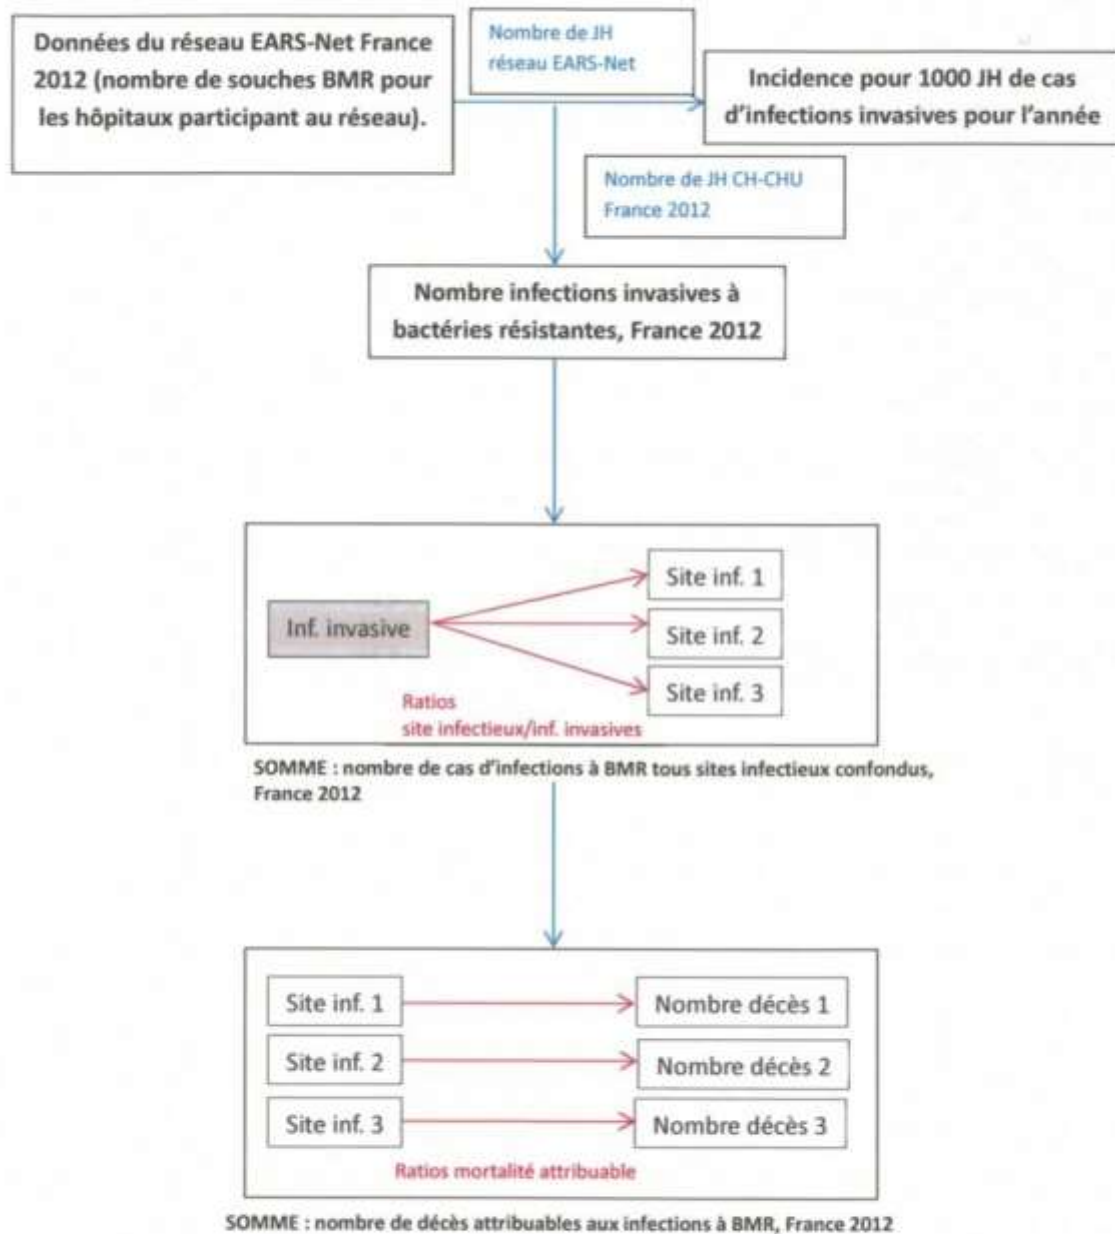 Données du réseau EARS-Net France
2012 (nombre de souches BMR pour
les hôpitaux participant au réseau).
Nombre de JH
réseau EARS-Net
Incidence pour 1000 JH de cas
d'infections invasives pour l'année
Nombre de JH CH-CHU
France 2012
Nombre infections invasives à
bactéries résistantes, France 2012
Inf. invasive
Site inf. 1
Site inf. 2
Site inf. 3
Ratios
site infectieux/inf. invasives
SOMME : nombre de cas d'infections à BMR tous sites infectieux confondus,
France 2012
Site inf. 1
Nombre décès 1
Site inf. 2
Nombre décès 2
Site inf. 3
Nombre décès 3
Ratios mortalité attribuable
SOMME : nombre de décès attribuables aux infections à BMR, France 2012